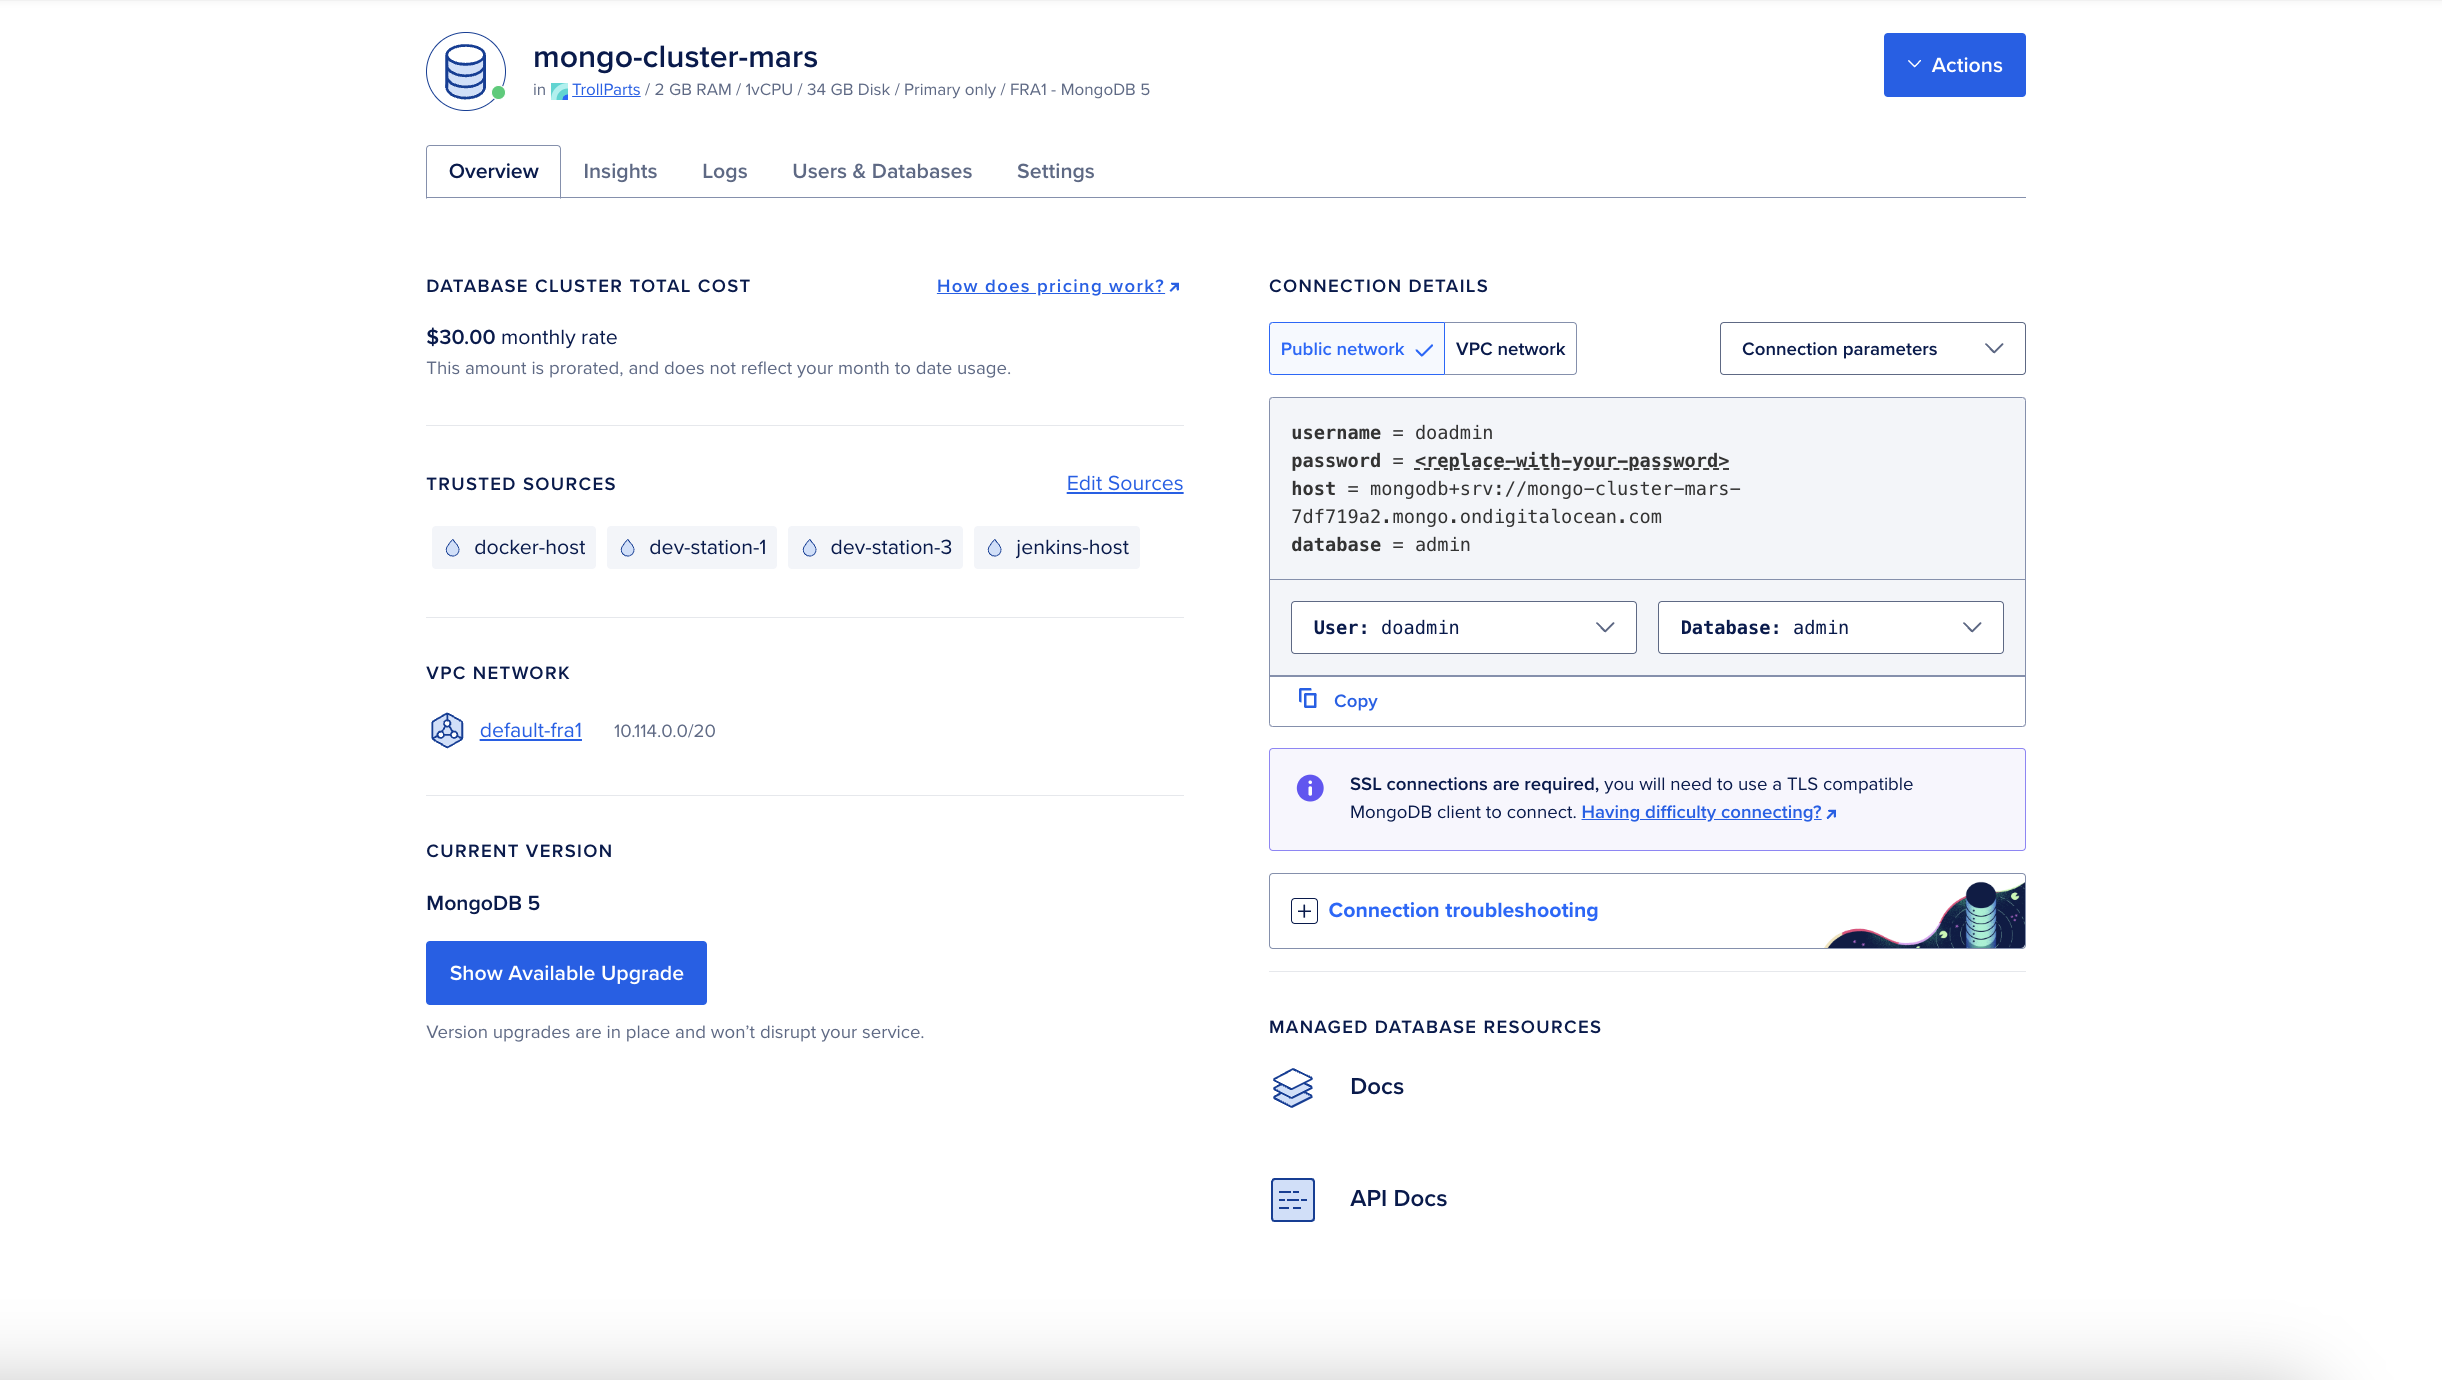 mongo-cluster-mars
in TrollParts / 2 GB RAM / 1vCPU / 34 GB Disk / Primary only / FRA1 - MongoDB 5
Actions
Overview
Insights
Logs
Users & Databases
Settings
DATABASE CLUSTER TOTAL COST
How does pricing work?
$30.00 monthly rate
This amount is prorated, and does not reflect your month to date usage.
TRUSTED SOURCES
Edit Sources
docker-host
dev-station-1
dev-station-3
jenkins-host
VPC NETWORK
default-fra1
10.114.0.0/20
CURRENT VERSION
MongoDB 5
Show Available Upgrade
Version upgrades are in place and won't disrupt your service.
CONNECTION DETAILS
Public network
VPC network
Connection parameters
username = doadmin
password = <replace-with-your-password>
host = mongodb+srv://mongo-cluster-mars-
7df719a2.mongo.ondigitalocean.com
database = admin
User: doadmin
Database: admin
Copy
SSL connections are required, you will need to use a TLS compatible
MongoDB client to connect. Having difficulty connecting?
Connection troubleshooting
MANAGED DATABASE RESOURCES
Docs
API Docs